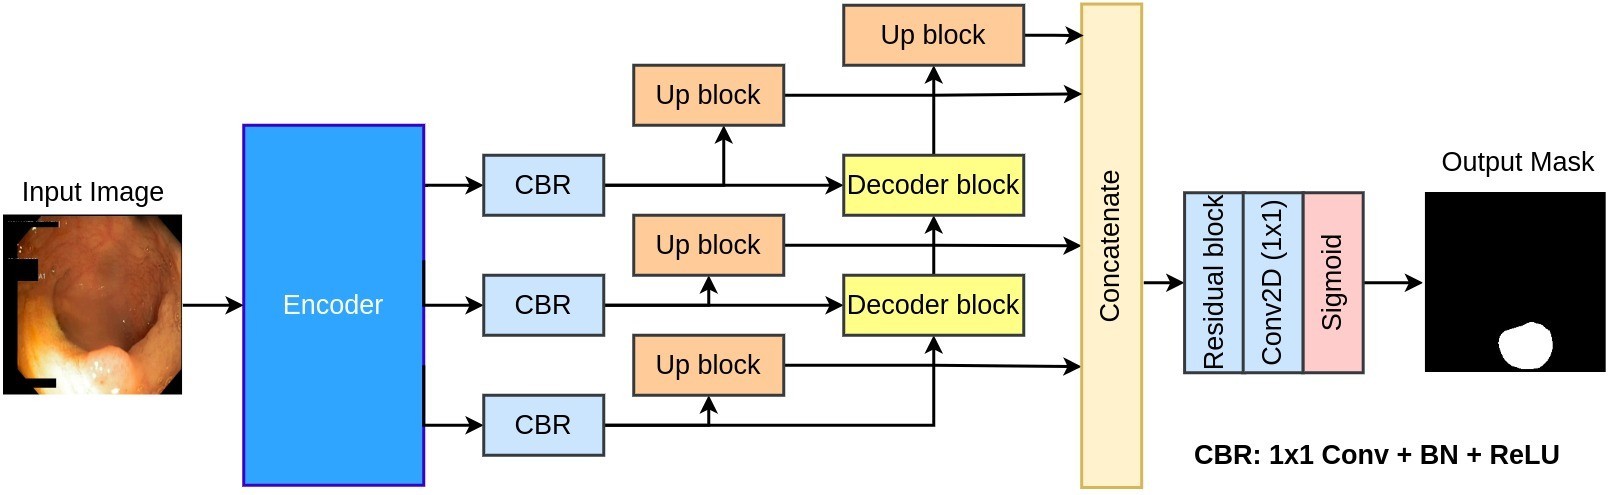 Input Image
Encoder
CBR
CBR
CBR
Up block
Up block
Up block
Up block
Decoder block
Decoder block
Concatenate
Residual block
Conv2D (1x1)
Sigmoid
Output Mask
CBR: 1x1 Conv + BN + ReLU